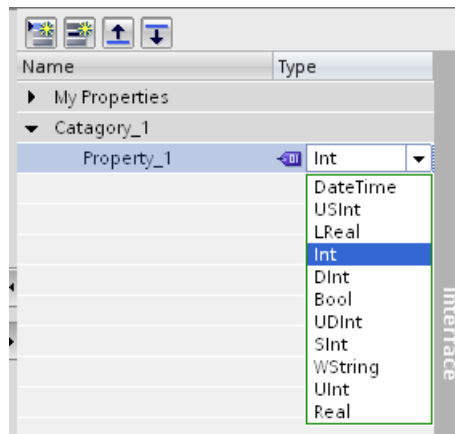 Name Type
My Properties
Catagory_1
Property_1 Int
DateTime
USInt
LReal
Int
DInt
Bool
UDInt
SInt
WString
UInt
Real
Interface